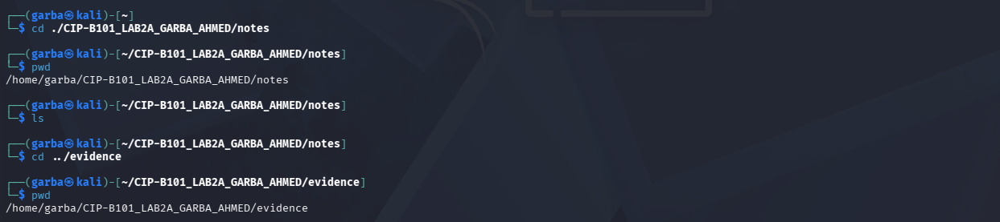 ┌──(garba㉿kali)-[~]
└─$ cd ./CIP-B101_LAB2A_GARBA_AHMED/notes
┌──(garba㉿kali)-[~/CIP-B101_LAB2A_GARBA_AHMED/notes]
└─$ pwd
/home/garba/CIP-B101_LAB2A_GARBA_AHMED/notes
┌──(garba㉿kali)-[~/CIP-B101_LAB2A_GARBA_AHMED/notes]
└─$ ls
┌──(garba㉿kali)-[~/CIP-B101_LAB2A_GARBA_AHMED/notes]
└─$ cd ../evidence
┌──(garba㉿kali)-[~/CIP-B101_LAB2A_GARBA_AHMED/evidence]
└─$ pwd
/home/garba/CIP-B101_LAB2A_GARBA_AHMED/evidence